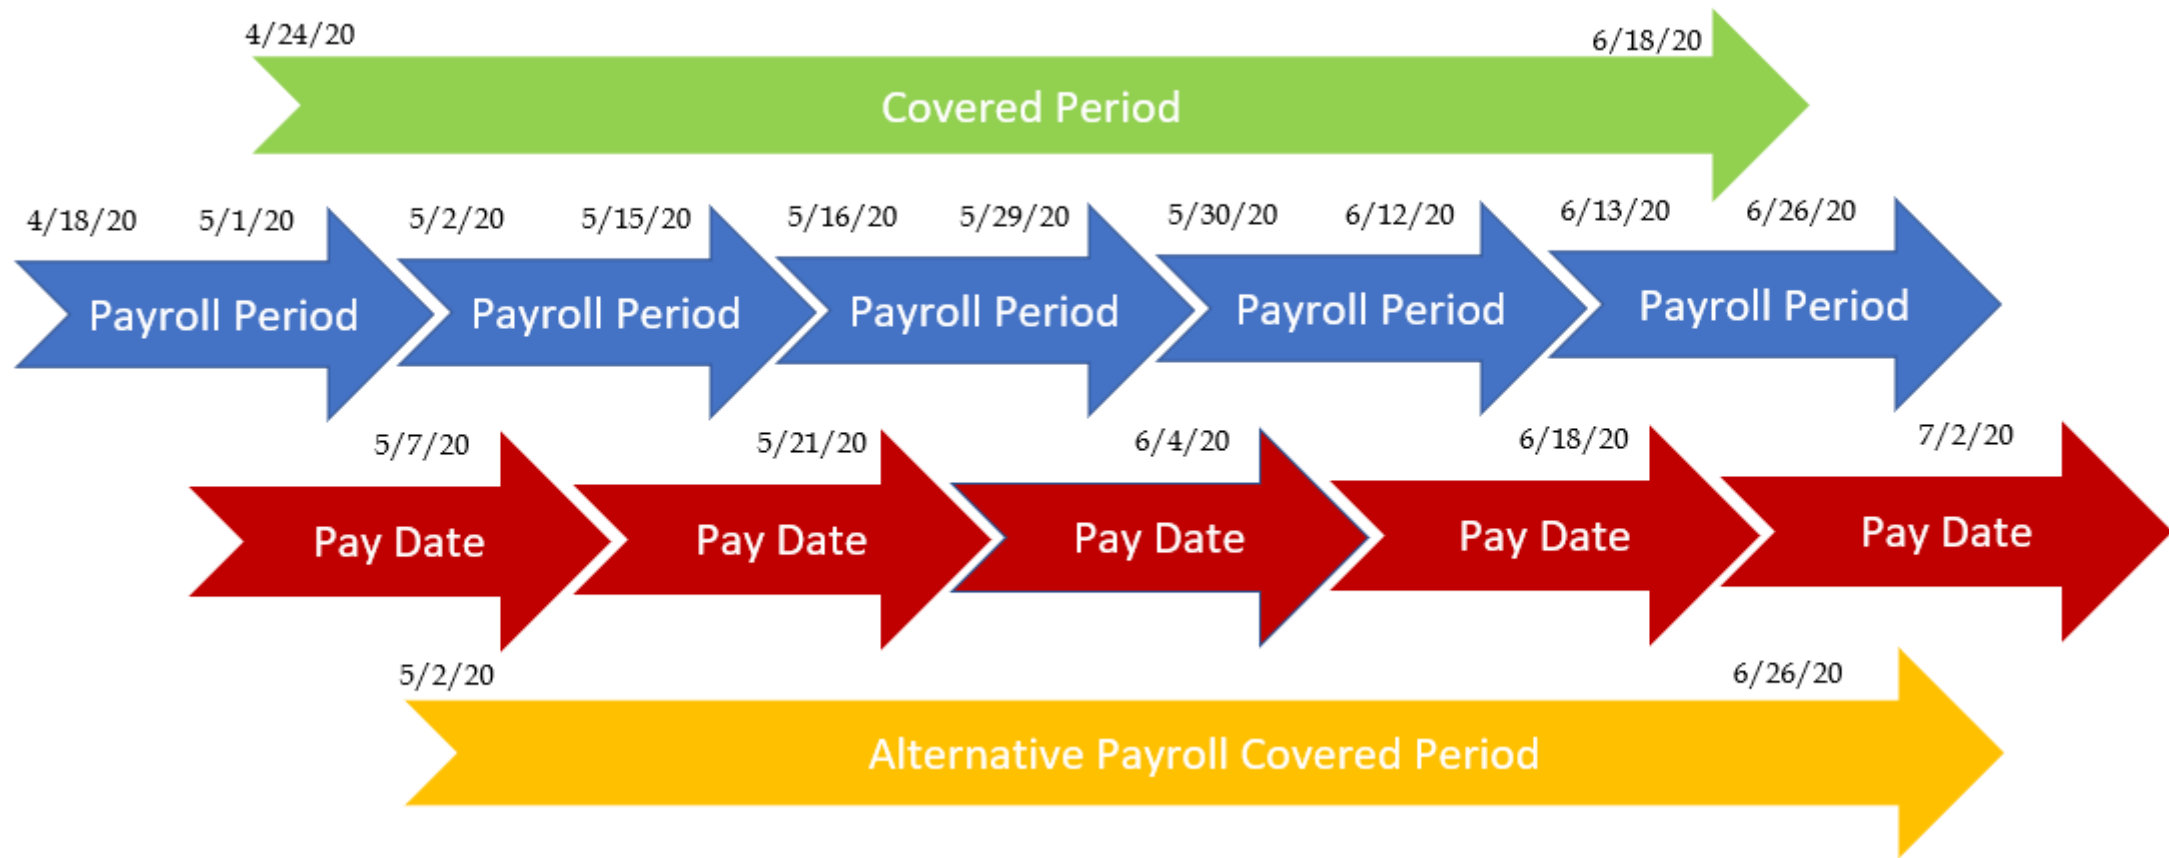 4/24/20 6/18/20
Covered Period
4/18/20 5/1/20 5/2/20 5/15/20 5/16/20 5/29/20 5/30/20 6/12/20 6/13/20 6/26/20
Payroll Period Payroll Period Payroll Period Payroll Period Payroll Period
5/7/20 5/21/20 6/4/20 6/18/20 7/2/20
Pay Date Pay Date Pay Date Pay Date Pay Date
5/2/20 6/26/20
Alternative Payroll Covered Period